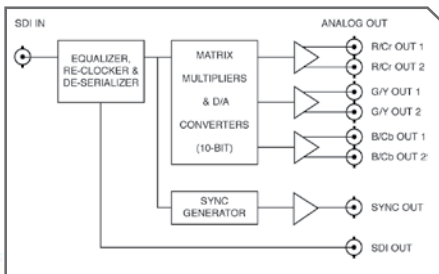 SDI IN
ANALOG OUT
EQUALIZER,
RE-CLOCKER &
DE-SERIALIZER
MATRIX
MULTIPLIERS
& D/A
CONVERTERS
(10-BIT)
R/Cr OUT 1
R/Cr OUT 2
G/Y OUT 1
G/Y OUT 2
B/Cb OUT 1
B/Cb OUT 2
SYNC
GENERATOR
SYNC OUT
SDI OUT